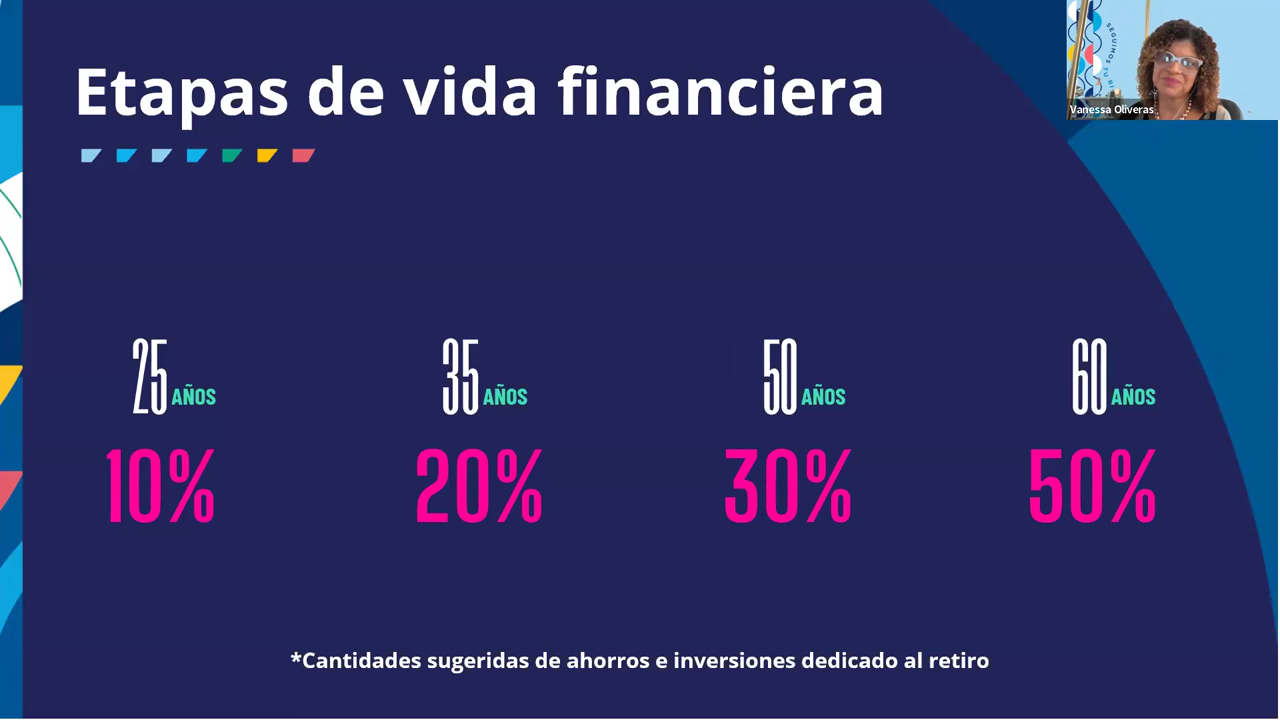 Etapas de vida financiera
Vanessa Oliveras
25 AÑOS
35 AÑOS
50 AÑOS
60 AÑOS
10%
20%
30%
50%
*Cantidades sugeridas de ahorros e inversiones dedicado al retiro